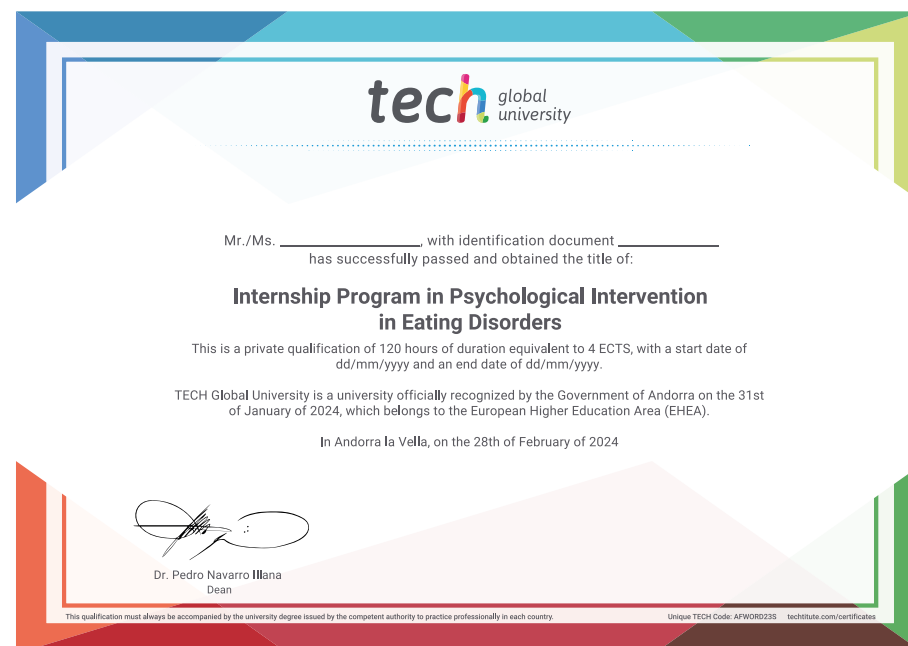 tech global university
Mr./Ms. ____________________, with identification document ______________
has successfully passed and obtained the title of:
Internship Program in Psychological Intervention
in Eating Disorders
This is a private qualification of 120 hours of duration equivalent to 4 ECTS, with a start date of
dd/mm/yyyy and an end date of dd/mm/yyyy.
TECH Global University is a university officially recognized by the Government of Andorra on the 31st
of January of 2024, which belongs to the European Higher Education Area (EHEA).
In Andorra la Vella, on the 28th of February of 2024
Dr. Pedro Navarro Illana
Dean
This qualification must always be accompanied by the university degree issued by the competent authority to practice professionally in each country. Unique TECH Code: AFWORD23S techtitute.com/certificates